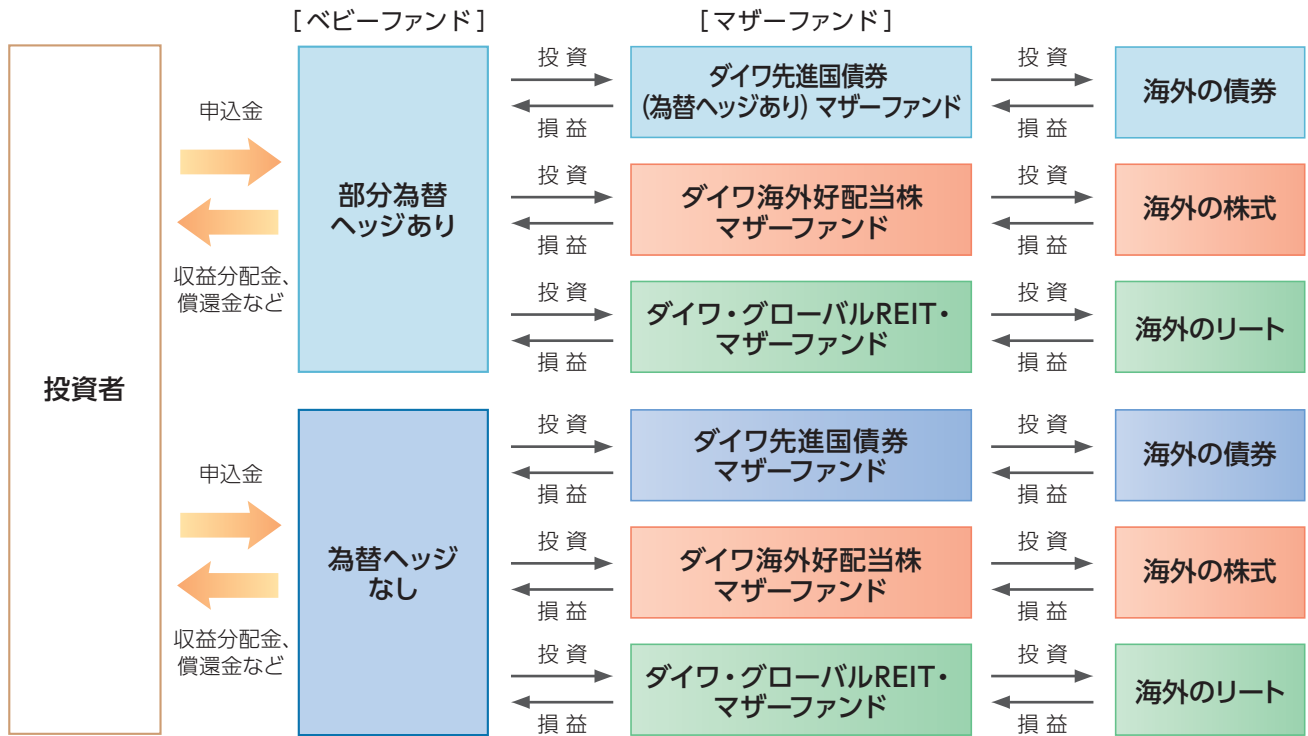 [ベビーファンド]
[マザーファンド]
投資者
申込金
収益分配金、
償還金など
部分為替
ヘッジあり
投 資
損 益
ダイワ先進国債券
(為替ヘッジあり) マザーファンド
投 資
損 益
海外の債券
投 資
損 益
ダイワ海外好配当株
マザーファンド
投 資
損 益
海外の株式
投 資
損 益
ダイワ・グローバルREIT・
マザーファンド
投 資
損 益
海外のリート
申込金
収益分配金、
償還金など
為替ヘッジ
なし
投 資
損 益
ダイワ先進国債券
マザーファンド
投 資
損 益
海外の債券
投 資
損 益
ダイワ海外好配当株
マザーファンド
投 資
損 益
海外の株式
投 資
損 益
ダイワ・グローバルREIT・
マザーファンド
投 資
損 益
海外のリート